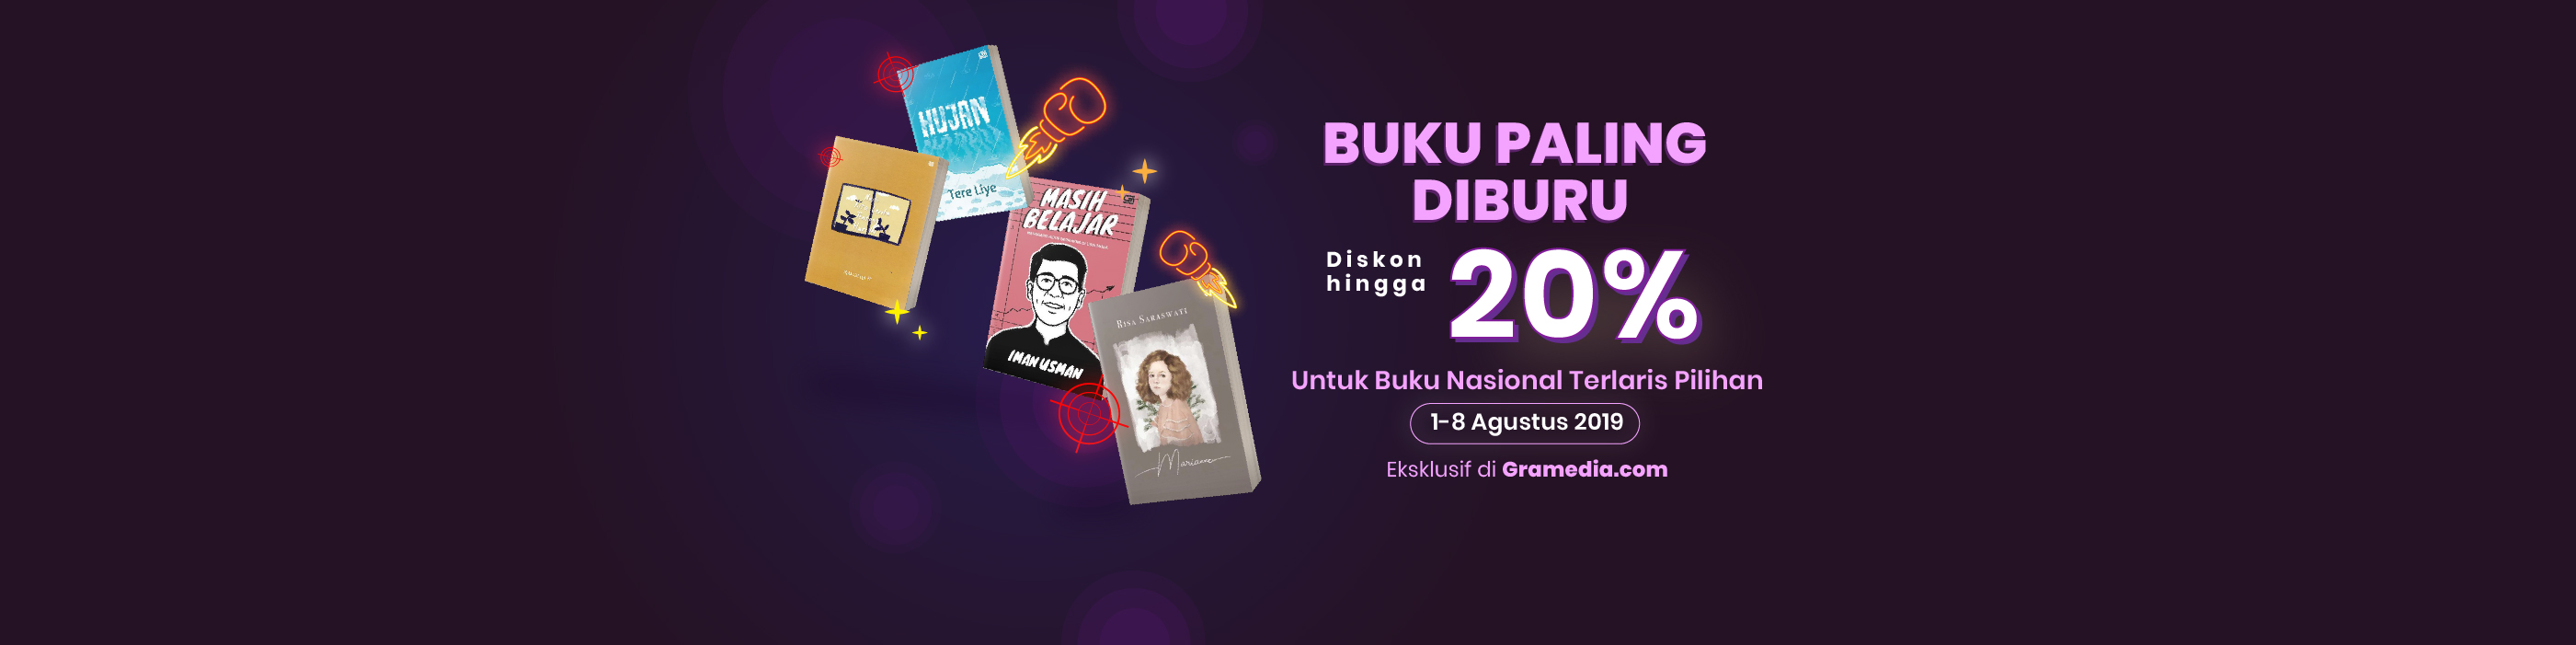 HUJAN
Tere Liye
MASIH
BELAJAR
IMAN USMAN
RISA SARASWATI
Marianne
BUKU PALING
DIBURU
Diskon
hingga
20%
Untuk Buku Nasional Terlaris Pilihan
1-8 Agustus 2019
Eksklusif di Gramedia.com